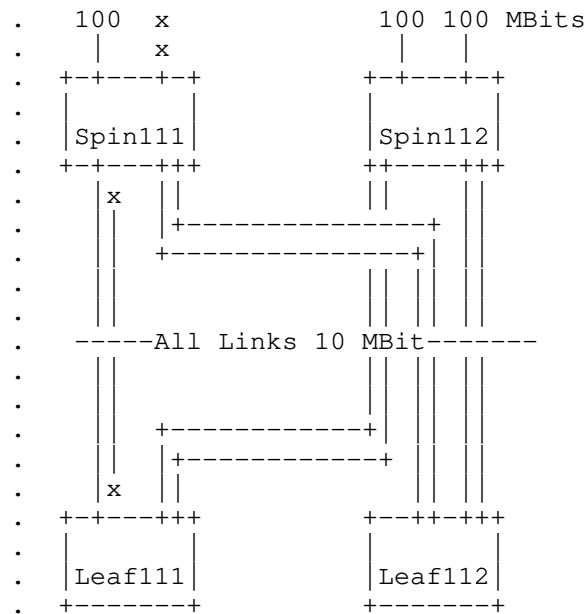 . 100 x 100 100 MBits
. | x | |
. +-+---+-+ +-+---+-+
. | | | |
. |Spin111| |Spin112|
. +-+---+++ ++----+++
. |x || || ||
. || |+---------------+ ||
. || +---------------+| ||
. || || || ||
. || || || ||
. -----All Links 10 MBit-------
. || || || ||
. || || || ||
. || +------------+| || ||
. || |+------------+ || ||
. |x || || ||
. +-+---+++ +--++-+++
. | | | |
. |Leaf111| |Leaf112|
. +-------+ +-------+